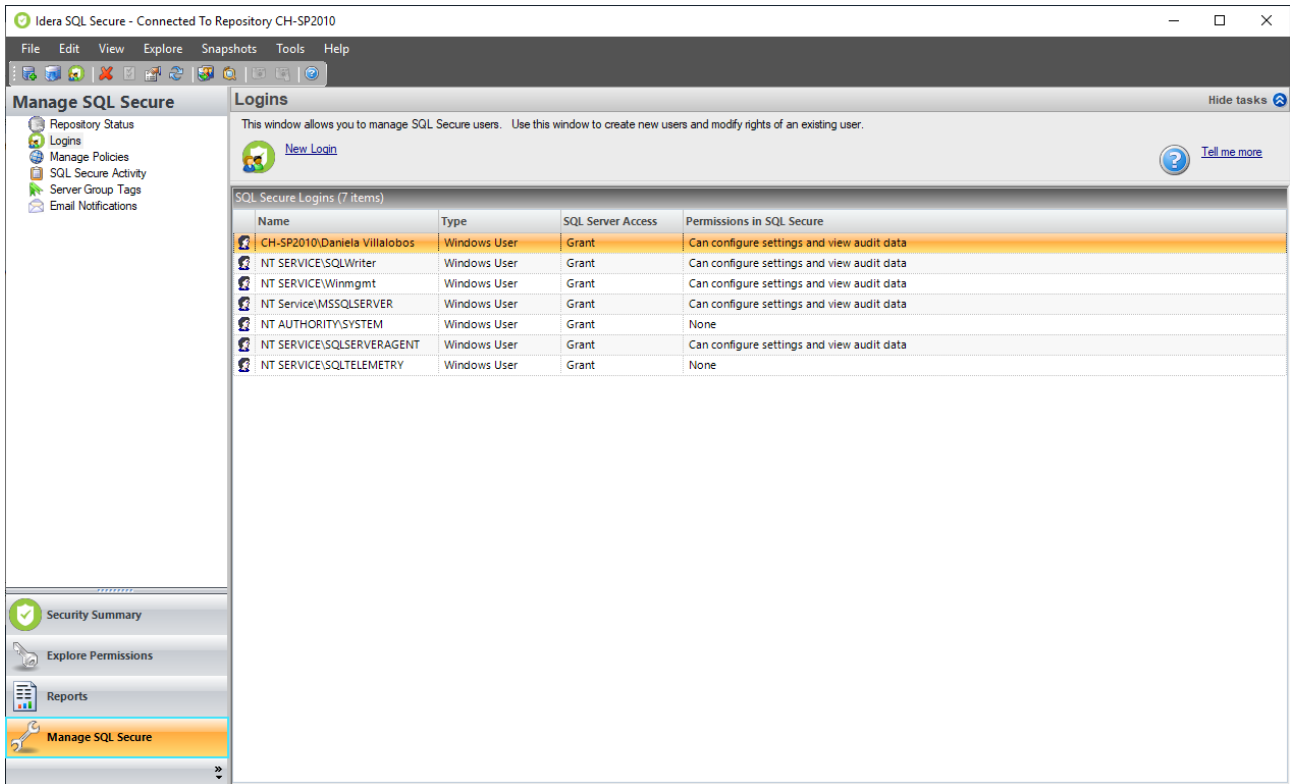 Idera SQL Secure - Connected To Repository CH-SP2010
File Edit View Explore Snapshots Tools Help
Manage SQL Secure
Repository Status
Logins
Manage Policies
SQL Secure Activity
Server Group Tags
Email Notifications
Security Summary
Explore Permissions
Reports
Manage SQL Secure
Logins Hide tasks
This window allows you to manage SQL Secure users. Use this window to create new users and modify rights of an existing user.
New Login Tell me more
SQL Secure Logins (7 items)
Name Type SQL Server Access Permissions in SQL Secure
CH-SP2010\Daniela Villalobos Windows User Grant Can configure settings and view audit data
NT SERVICE\SQLWriter Windows User Grant Can configure settings and view audit data
NT SERVICE\Winmgmt Windows User Grant Can configure settings and view audit data
NT Service\MSSQLSERVER Windows User Grant Can configure settings and view audit data
NT AUTHORITY\SYSTEM Windows User Grant None
NT SERVICE\SQLSERVERAGENT Windows User Grant Can configure settings and view audit data
NT SERVICE\SQLTELEMETRY Windows User Grant None